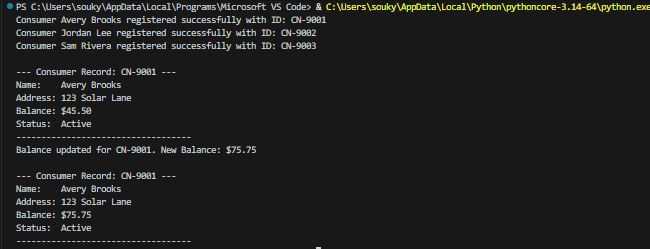 PS C:\Users\souky\AppData\Local\Programs\Microsoft VS Code> & C:\Users\souky\AppData\Local\Python\pythoncore-3.14-64\python.exe
Consumer Avery Brooks registered successfully with ID: CN-9001
Consumer Jordan Lee registered successfully with ID: CN-9002
Consumer Sam Rivera registered successfully with ID: CN-9003
--- Consumer Record: CN-9001 ---
Name:    Avery Brooks
Address: 123 Solar Lane
Balance: $45.50
Status:  Active
-----------------------------------
Balance updated for CN-9001. New Balance: $75.75
--- Consumer Record: CN-9001 ---
Name:    Avery Brooks
Address: 123 Solar Lane
Balance: $75.75
Status:  Active
-----------------------------------